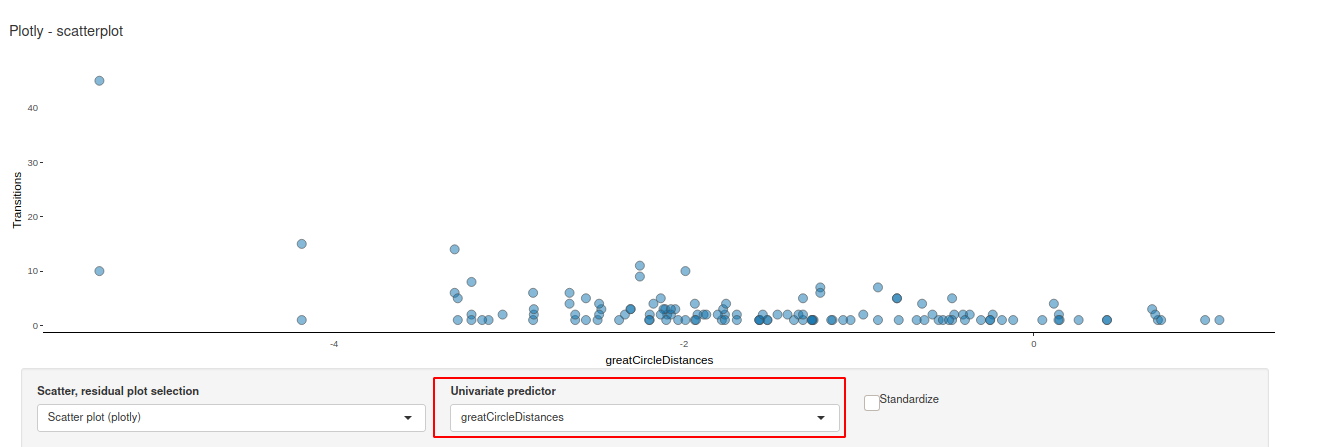 Plotly - scatterplot
40
30
20
10
0
Transitions
-4
-2
0
greatCircleDistances
Scatter, residual plot selection
Univariate predictor
Standardize
Scatter plot (plotly)
greatCircleDistances